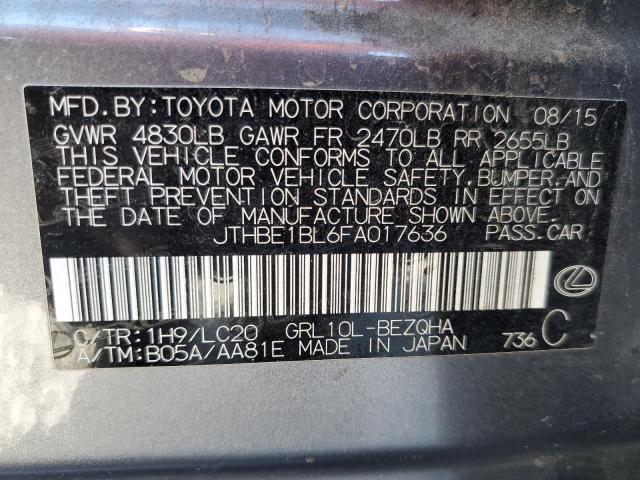 MFD.BY:TOYOTA MOTOR CORPORATION 08/15
GVWR 4830LB GAWR FR 2470LB RR 2655LB
THIS VEHICLE CONFORMS TO ALL APPLICABLE
FEDERAL MOTOR VEHICLE SAFETY,BUMPER,AND
THEFT PREVENTION STANDARDS IN EFFECT ON
THE DATE OF MANUFACTURE SHOWN ABOVE.
JTHBE1BL6FA017636 PASS.CAR
C/TR:1H9/LC20 GRL10L-BEZQHA
A/TM:B05A/AA81E MADE IN JAPAN 736 C